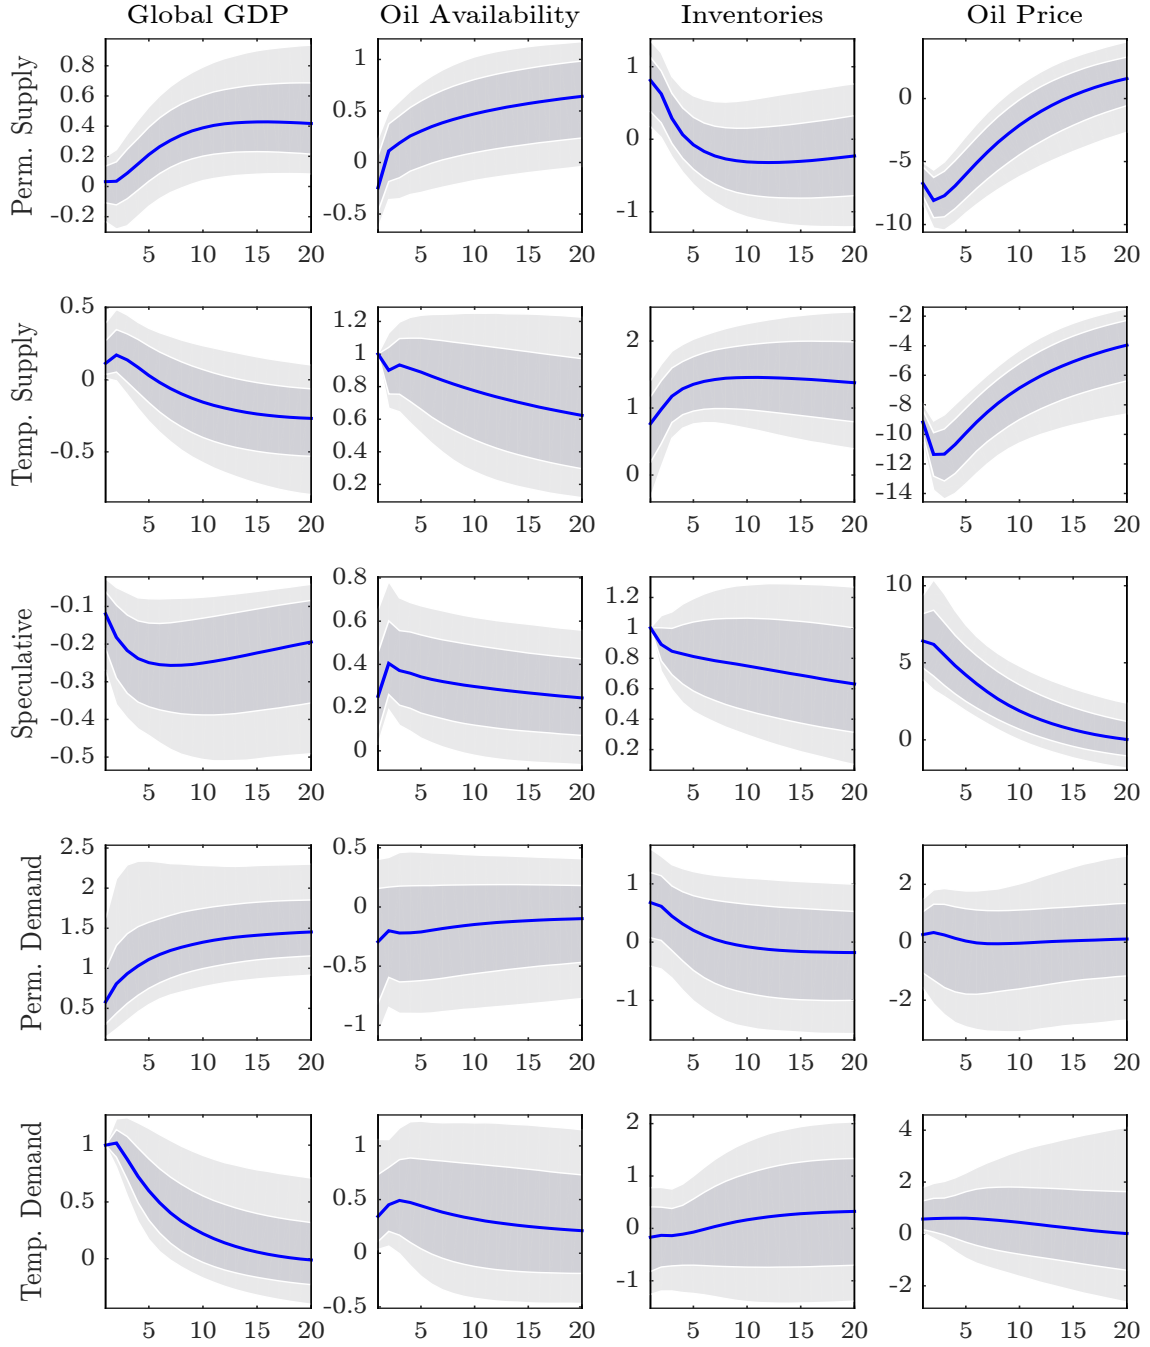 Global GDP Oil Availability Inventories Oil Price
Perm. Supply
0.8 0.6 0.4 0.2 0 -0.2
1 0.5 0 -0.5
1 0 -1
0 -5 -10
5 10 15 20 5 10 15 20 5 10 15 20 5 10 15 20
Temp. Supply
0.5 0 -0.5
1.2 1 0.8 0.6 0.4 0.2
2 1 0
-2 -4 -6 -8 -10 -12 -14
5 10 15 20 5 10 15 20 5 10 15 20 5 10 15 20
Speculative
-0.1 -0.2 -0.3 -0.4 -0.5
0.8 0.6 0.4 0.2 0
1.2 1 0.8 0.6 0.4 0.2
10 5 0
5 10 15 20 5 10 15 20 5 10 15 20 5 10 15 20
Perm. Demand
2.5 2 1.5 1 0.5
0.5 0 -0.5 -1
1 0 -1
2 0 -2
5 10 15 20 5 10 15 20 5 10 15 20 5 10 15 20
Temp. Demand
1 0.5 0
1 0.5 0 -0.5
2 1 0 -1
4 2 0 -2
5 10 15 20 5 10 15 20 5 10 15 20 5 10 15 20